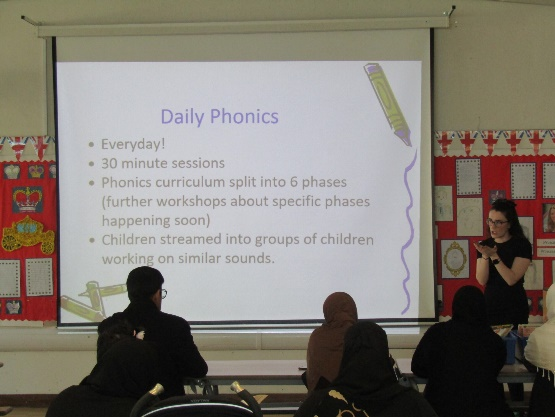 Daily Phonics
• Everyday!
• 30 minute sessions
• Phonics curriculum split into 6 phases
(further workshops about specific phases
happening soon)
• Children streamed into groups of children
working on similar sounds.